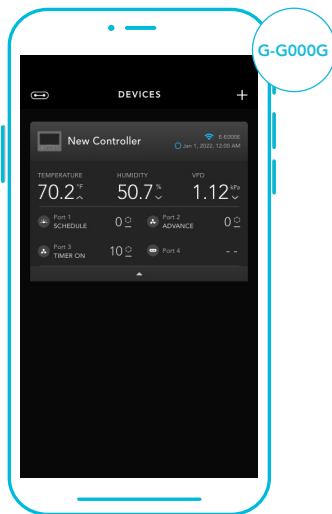 G-G000G
DEVICES
New Controller
E-E000E
Jan 1, 2022, 12:00 AM
TEMPERATURE HUMIDITY VPD
70.2 °F 50.7 % 1.12 kPa
Port 1 Port 2
SCHEDULE 0 ADVANCE 0
Port 3 Port 4
TIMER ON 10 - -